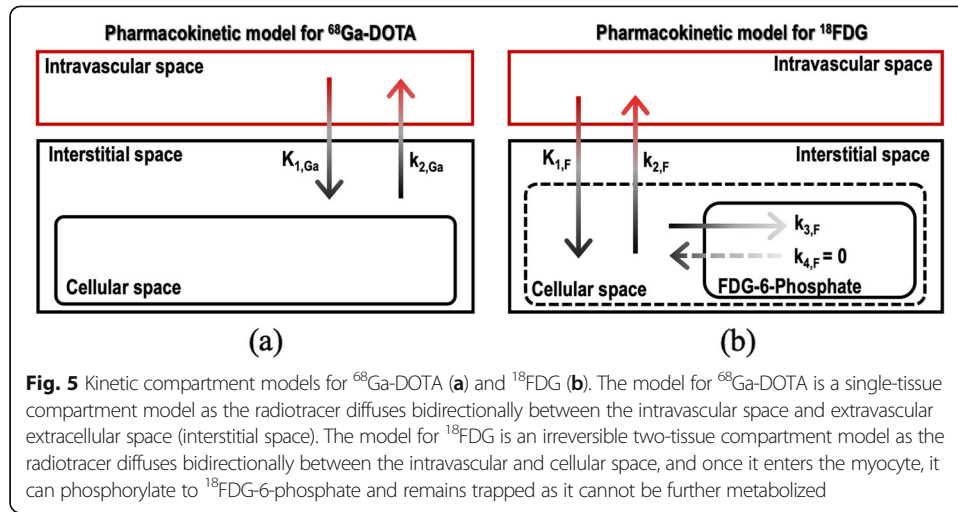 Pharmacokinetic model for ⁶⁸Ga-DOTA
Intravascular space
Interstitial space
K₁,Ga
k₂,Ga
Cellular space
(a)
Pharmacokinetic model for ¹⁸FDG
Intravascular space
Interstitial space
K₁,F
k₂,F
k₃,F
k₄,F = 0
Cellular space
FDG-6-Phosphate
(b)
Fig. 5 Kinetic compartment models for ⁶⁸Ga-DOTA (a) and ¹⁸FDG (b). The model for ⁶⁸Ga-DOTA is a single-tissue
compartment model as the radiotracer diffuses bidirectionally between the intravascular space and extravascular
extracellular space (interstitial space). The model for ¹⁸FDG is an irreversible two-tissue compartment model as the
radiotracer diffuses bidirectionally between the intravascular and cellular space, and once it enters the myocyte, it
can phosphorylate to ¹⁸FDG-6-phosphate and remains trapped as it cannot be further metabolized